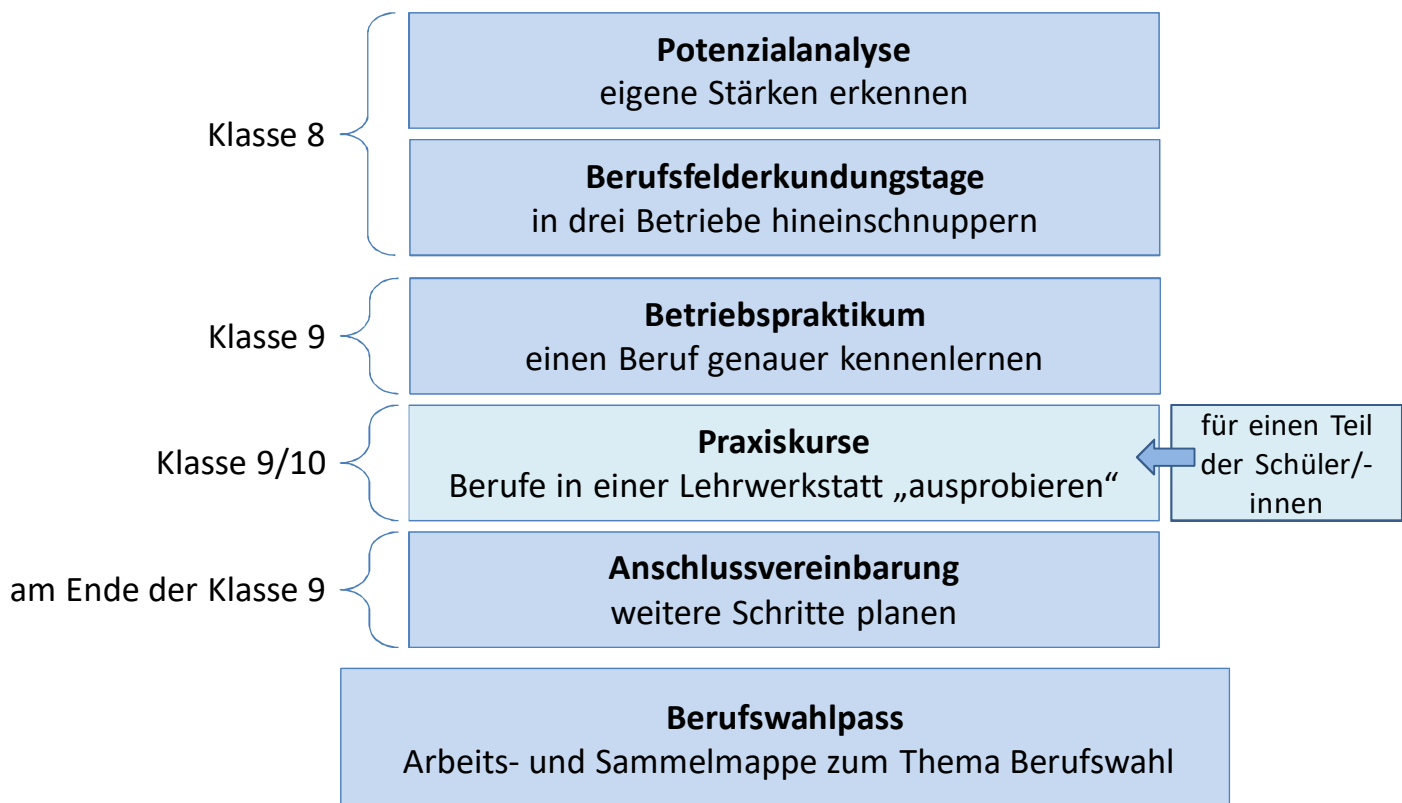 Potenzialanalyse
eigene Stärken erkennen
Klasse 8
Berufsfelderkundungstage
in drei Betriebe hineinschnuppern
Betriebspraktikum
Klasse 9
einen Beruf genauer kennenlernen
Praxiskurse
Klasse 9/10
Berufe in einer Lehrwerkstatt „ausprobieren“
für einen Teil
der Schüler/-
innen
Anschlussvereinbarung
am Ende der Klasse 9
weitere Schritte planen
Berufswahlpass
Arbeits- und Sammelmappe zum Thema Berufswahl